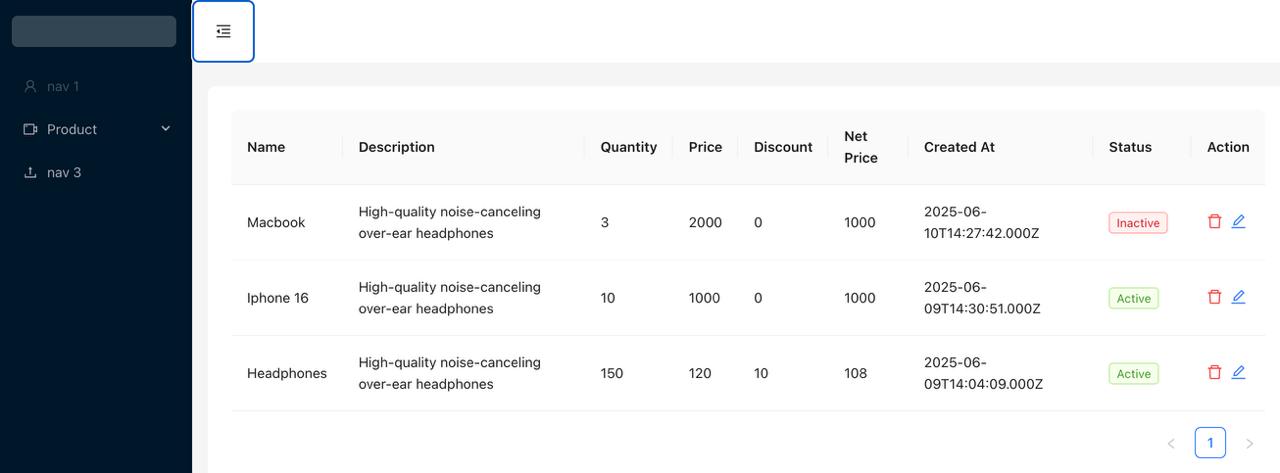 nav 1
Product
nav 3
Name Description Quantity Price Discount Net Price Created At Status Action
Macbook High-quality noise-canceling over-ear headphones 3 2000 0 1000 2025-06-10T14:27:42.000Z Inactive
Iphone 16 High-quality noise-canceling over-ear headphones 10 1000 0 1000 2025-06-09T14:30:51.000Z Active
Headphones High-quality noise-canceling over-ear headphones 150 120 10 108 2025-06-09T14:04:09.000Z Active
1